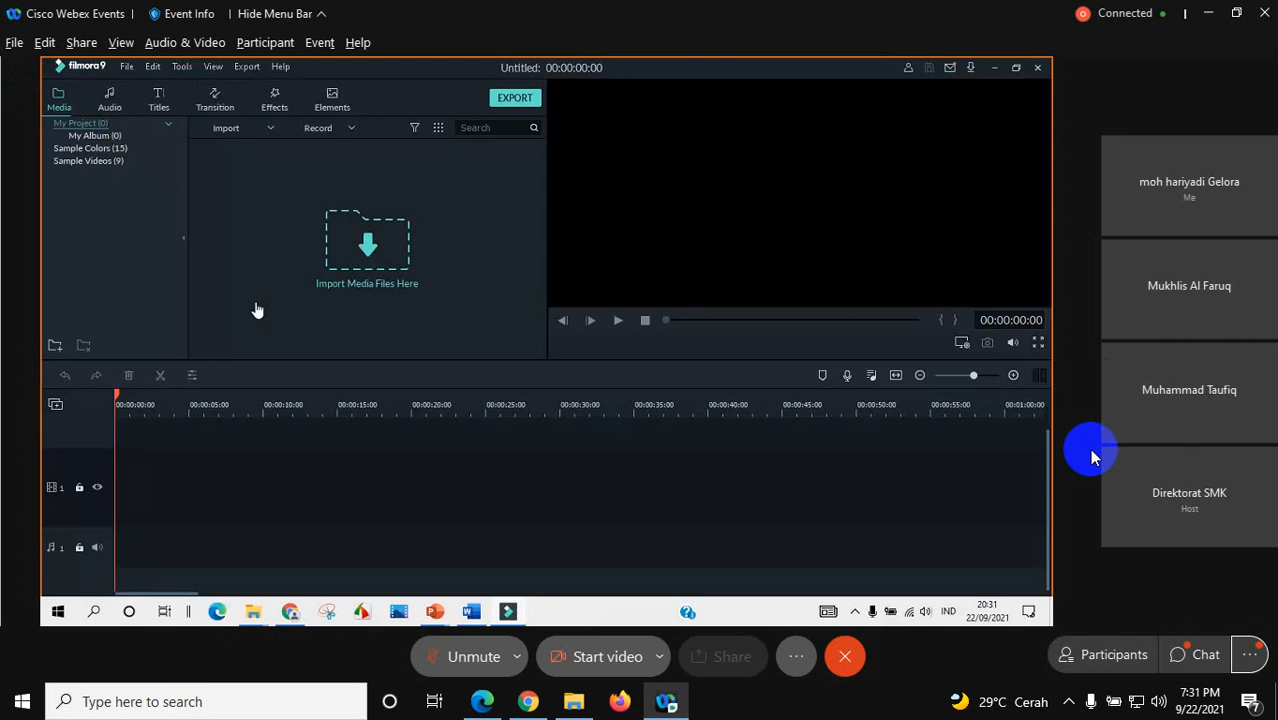 Cisco Webex Events Event Info Hide Menu Bar Connected
File Edit Share View Audio & Video Participant Event Help
filmora9 File Edit Tools View Export Help Untitled: 00:00:00:00
Media Audio Titles Transition Effects Elements EXPORT
My Project (0) Import Record Search
My Album (0)
Sample Colors (15)
Sample Videos (9)
Import Media Files Here
00:00:00:00
00:00:00:00 00:00:05:00 00:00:10:00 00:00:15:00 00:00:20:00 00:00:25:00 00:00:30:00 00:00:35:00 00:00:40:00 00:00:45:00 00:00:50:00 00:00:55:00 00:01:00:00
1
1
IND 20:31
22/09/2021
moh hariyadi Gelora
Me
Mukhlis Al Faruq
Muhammad Taufiq
Direktorat SMK
Host
Unmute Start video Share Participants Chat
Type here to search 29°C Cerah 7:31 PM
9/22/2021 7